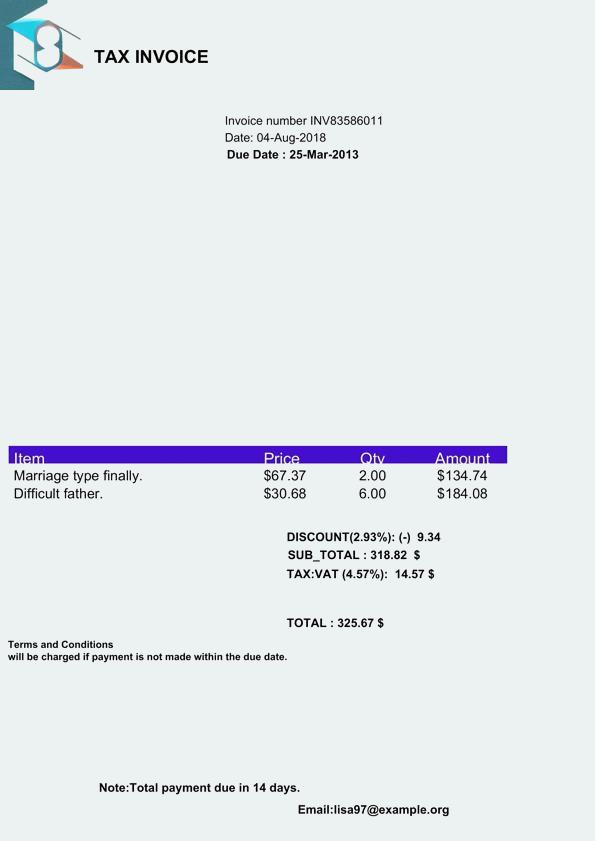 TAX INVOICE
Invoice number INV83586011
Date: 04-Aug-2018
Due Date : 25-Mar-2013
Item Price Qty Amount
Marriage type finally. $67.37 2.00 $134.74
Difficult father. $30.68 6.00 $184.08
DISCOUNT(2.93%): (-) 9.34
SUB_TOTAL : 318.82 $
TAX:VAT (4.57%): 14.57 $
TOTAL : 325.67 $
Terms and Conditions
will be charged if payment is not made within the due date.
Note:Total payment due in 14 days.
Email:lisa97@example.org